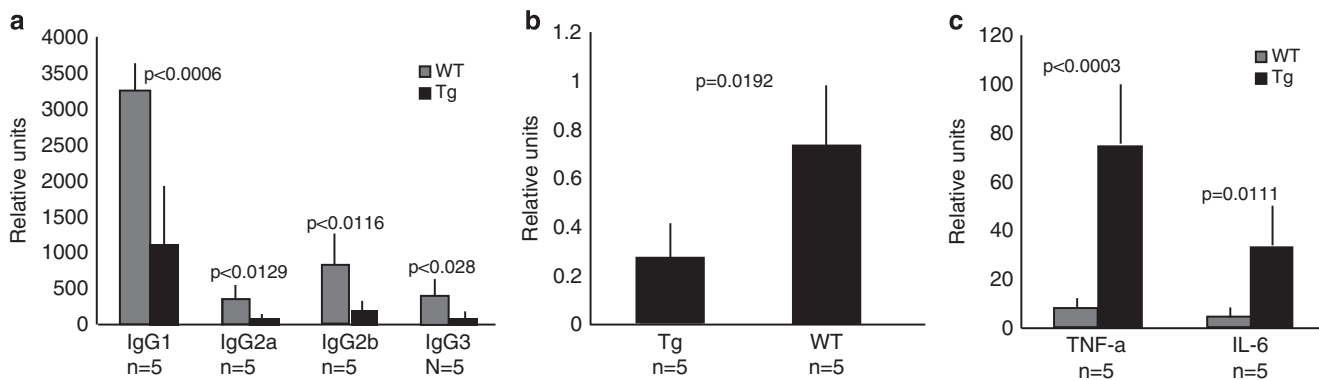 a
4000
3500
3000
2500
2000
1500
1000
500
0
Relative units
p<0.0006
p<0.0129
p<0.0116
p<0.028
WT
Tg
IgG1 IgG2a IgG2b IgG3
n=5 n=5 n=5 N=5
b
1.2
1
0.8
0.6
0.4
0.2
0
Relative units
p=0.0192
Tg WT
n=5 n=5
c
120
100
80
60
40
20
0
Relative units
p<0.0003
p=0.0111
WT
Tg
TNF-a IL-6
n=5 n=5